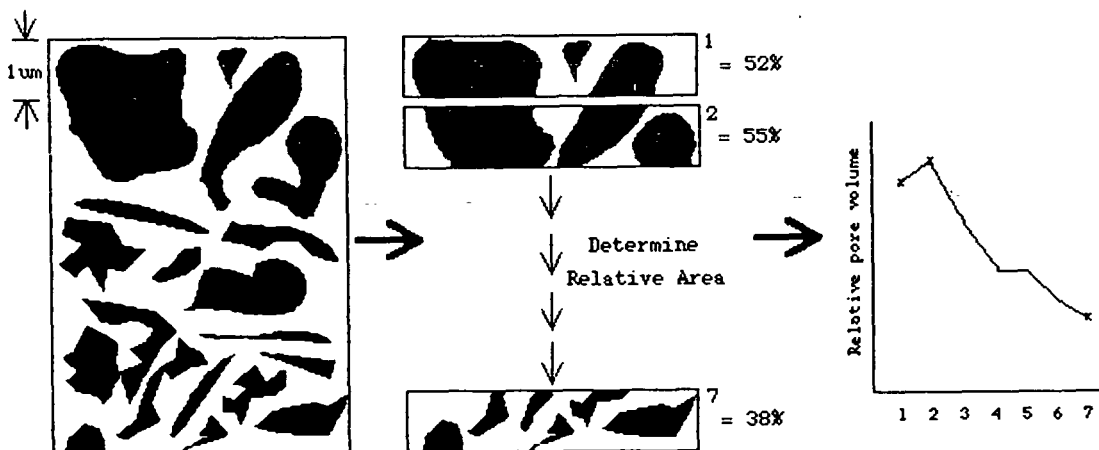 1um
1
= 52%
2
= 55%
Determine
Relative Area
7
= 38%
Relative pore volume
1 2 3 4 5 6 7